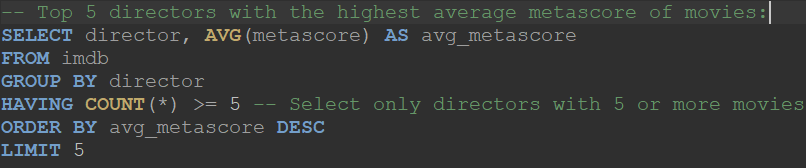 -- Top 5 directors with the highest average metascore of movies:
SELECT director, AVG(metascore) AS avg_metascore
FROM imdb
GROUP BY director
HAVING COUNT(*) >= 5 -- Select only directors with 5 or more movies
ORDER BY avg_metascore DESC
LIMIT 5